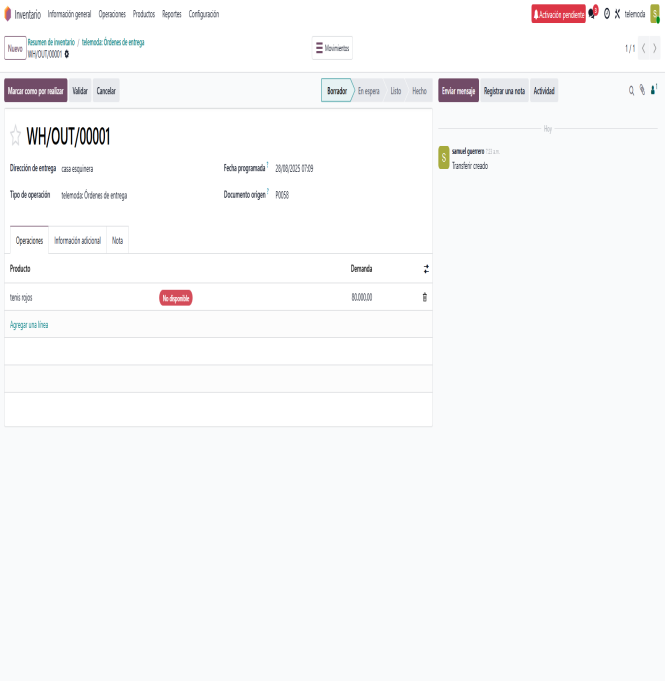 Inventario Información general Operaciones Productos Reportes Configuración Activación pendiente telemoda S
Nuevo Resumen de inventario / telemoda: Órdenes de entrega
WH/OUT/00001
Movimientos
1 / 1
Marcar como por realizar Validar Cancelar Borrador En espera Listo Hecho Enviar mensaje Registrar una nota Actividad 1
WH/OUT/00001
Hoy
S samuel guerrero
Transferir creado
Dirección de entrega casa esquinera Fecha programada ? 28/08/2025 07:09
Tipo de operación telemoda: Órdenes de entrega Documento origen ? P0058
Operaciones Información adicional Nota
Producto Demanda
tenis rojos No disponible 80.000,00
Agregar una línea